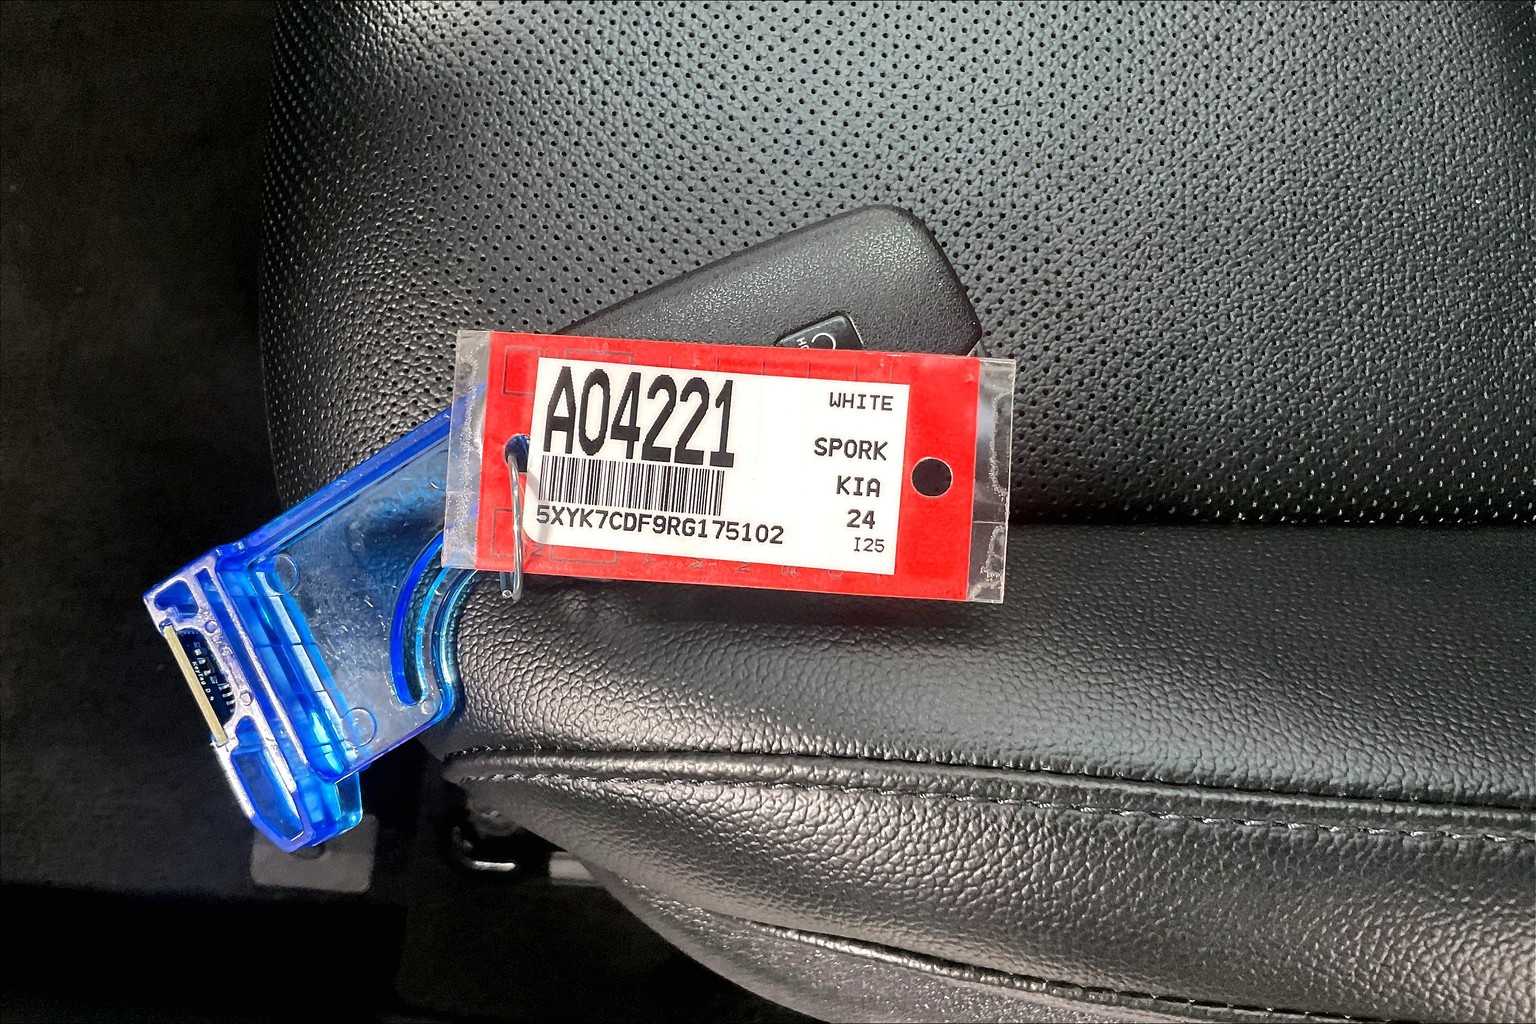 A04221
5XYK7CDF9RG175102
WHITE
SPORK
KIA
24
I25